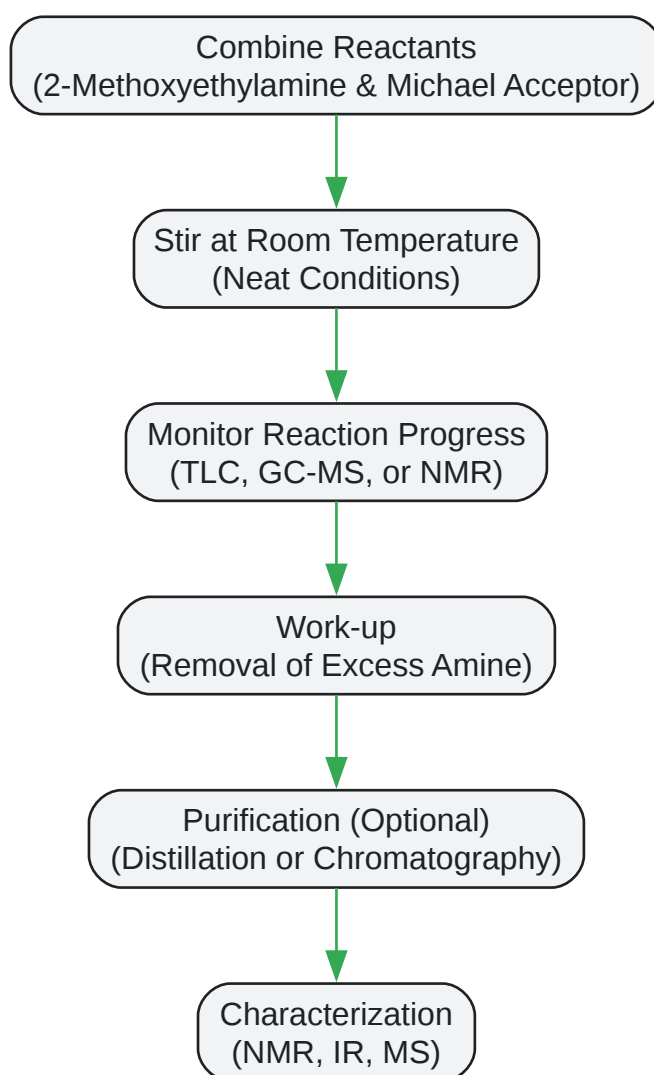 Combine Reactants
(2-Methoxyethylamine & Michael Acceptor)
Stir at Room Temperature
(Neat Conditions)
Monitor Reaction Progress
(TLC, GC-MS, or NMR)
Work-up
(Removal of Excess Amine)
Purification (Optional)
(Distillation or Chromatography)
Characterization
(NMR, IR, MS)